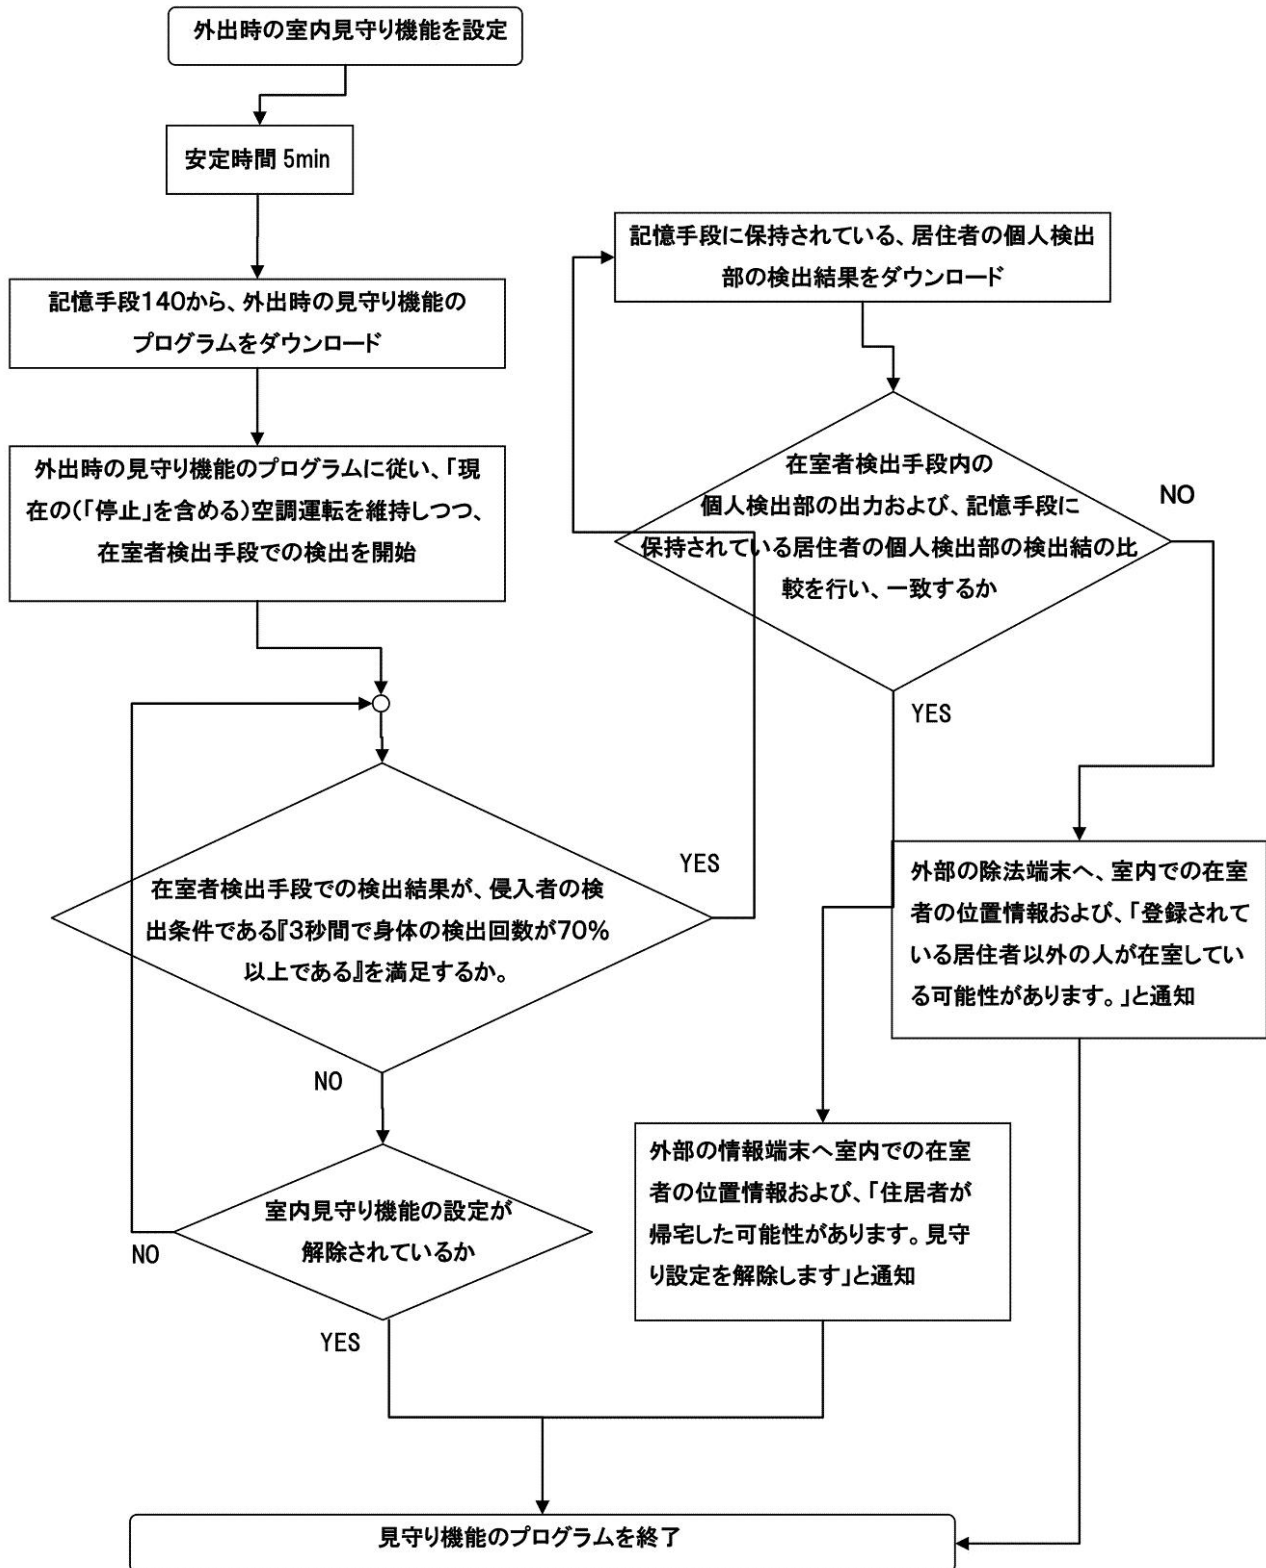 外出時の室内見守り機能を設定
安定時間 5min
記憶手段140から、外出時の見守り機能の
プログラムをダウンロード
外出時の見守り機能のプログラムに従い、「現
在の(「停止」を含める)空調運転を維持しつつ、
在室者検出手段での検出を開始
在室者検出手段での検出結果が、侵入者の検
出条件である『3秒間で身体の検出回数が70%
以上である』を満足するか。
YES
NO
室内見守り機能の設定が
解除されているか
NO
YES
記憶手段に保持されている、居住者の個人検出
部の検出結果をダウンロード
在室者検出手段内の
個人検出部の出力および、記憶手段に
保持されている居住者の個人検出部の検出結の比
較を行い、一致するか
NO
YES
外部の除法端末へ、室内での在室
者の位置情報および、「登録されて
いる居住者以外の人が在室してい
る可能性があります。」と通知
外部の情報端末へ室内での在室
者の位置情報および、「住居者が
帰宅した可能性があります。見守
り設定を解除します」と通知
見守り機能のプログラムを終了